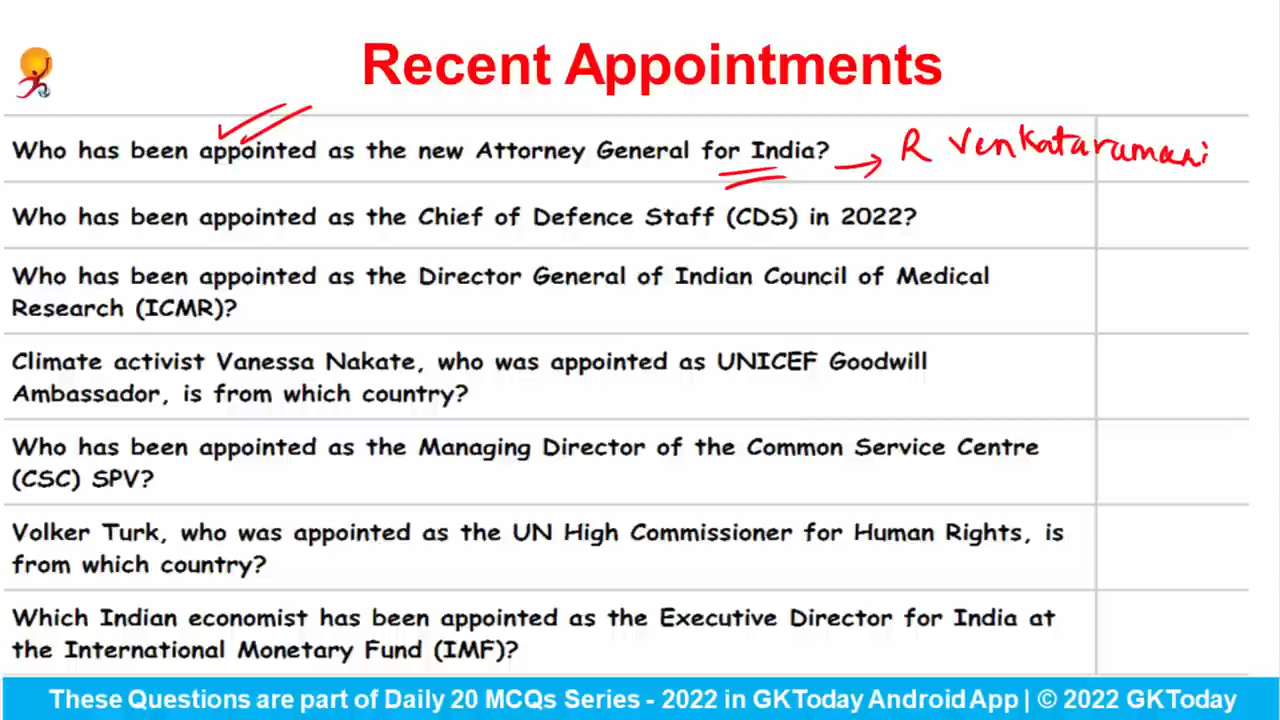 Recent Appointments
Who has been appointed as the new Attorney General for India? → R Venkataramani
Who has been appointed as the Chief of Defence Staff (CDS) in 2022?
Who has been appointed as the Director General of Indian Council of Medical
Research (ICMR)?
Climate activist Vanessa Nakate, who was appointed as UNICEF Goodwill
Ambassador, is from which country?
Who has been appointed as the Managing Director of the Common Service Centre
(CSC) SPV?
Volker Turk, who was appointed as the UN High Commissioner for Human Rights, is
from which country?
Which Indian economist has been appointed as the Executive Director for India at
the International Monetary Fund (IMF)?
These Questions are part of Daily 20 MCQs Series - 2022 in GKToday Android App | © 2022 GKToday